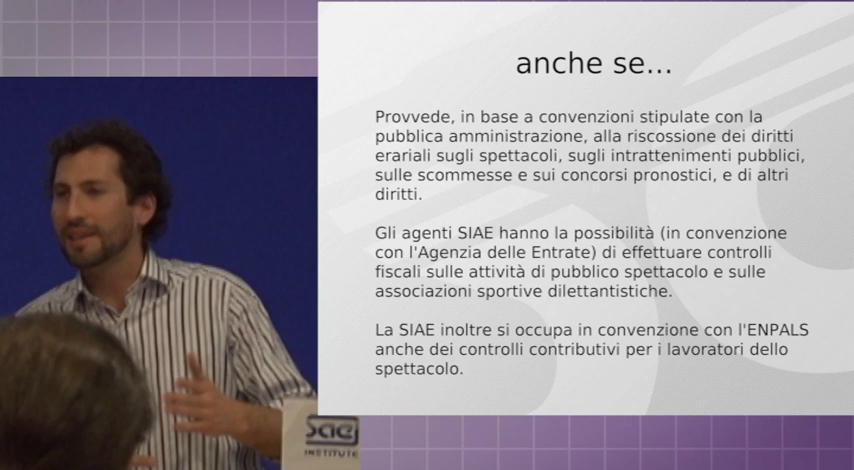 anche se...
Provvede, in base a convenzioni stipulate con la
pubblica amministrazione, alla riscossione dei diritti
erariali sugli spettacoli, sugli intrattenimenti pubblici,
sulle scommesse e sui concorsi pronostici, e di altri
diritti.
Gli agenti SIAE hanno la possibilità (in convenzione
con l'Agenzia delle Entrate) di effettuare controlli
fiscali sulle attività di pubblico spettacolo e sulle
associazioni sportive dilettantistiche.
La SIAE inoltre si occupa in convenzione con l'ENPALS
anche dei controlli contributivi per i lavoratori dello
spettacolo.
sae
INSTITUTE